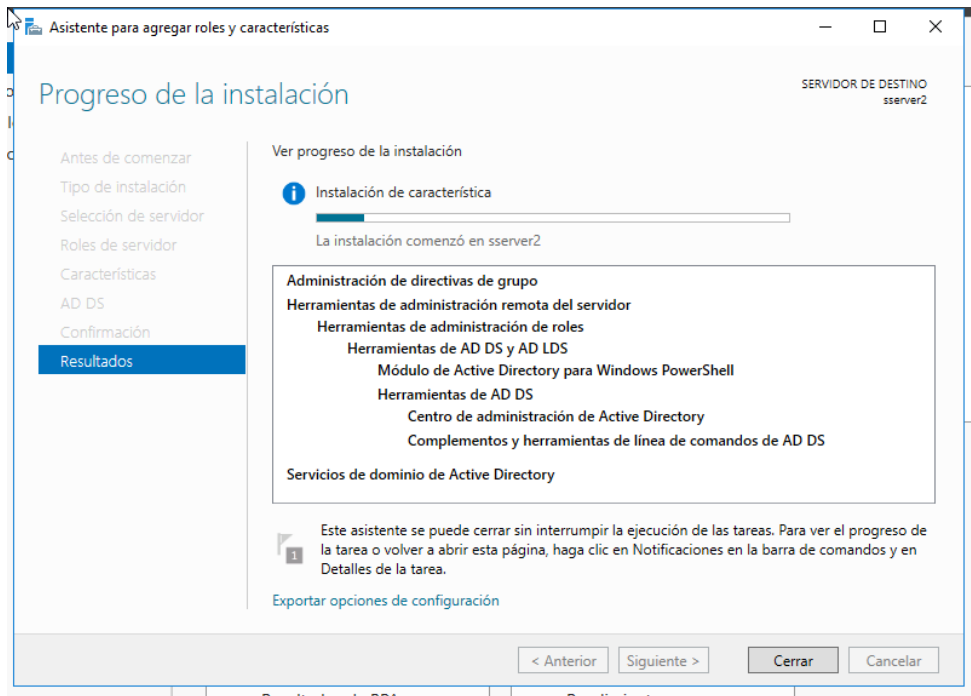 Asistente para agregar roles y características
Progreso de la instalación
SERVIDOR DE DESTINO
sserver2
Antes de comenzar
Tipo de instalación
Selección de servidor
Roles de servidor
Características
AD DS
Confirmación
Resultados
Ver progreso de la instalación
Instalación de característica
La instalación comenzó en sserver2
Administración de directivas de grupo
Herramientas de administración remota del servidor
Herramientas de administración de roles
Herramientas de AD DS y AD LDS
Módulo de Active Directory para Windows PowerShell
Herramientas de AD DS
Centro de administración de Active Directory
Complementos y herramientas de línea de comandos de AD DS
Servicios de dominio de Active Directory
1
Este asistente se puede cerrar sin interrumpir la ejecución de las tareas. Para ver el progreso de
la tarea o volver a abrir esta página, haga clic en Notificaciones en la barra de comandos y en
Detalles de la tarea.
Exportar opciones de configuración
< Anterior
Siguiente >
Cerrar
Cancelar